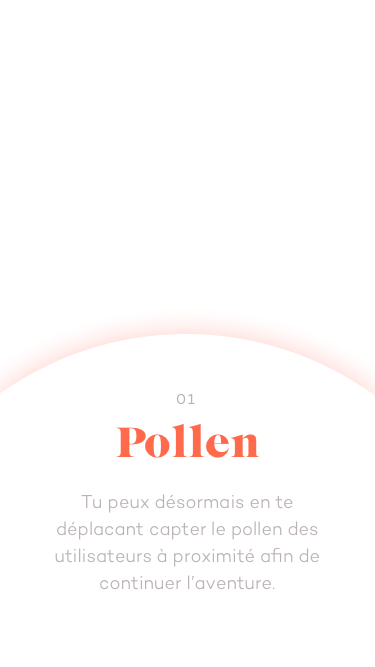 01
Pollen
Tu peux désormais en te
déplacant capter le pollen des
utilisateurs à proximité afin de
continuer l’aventure.